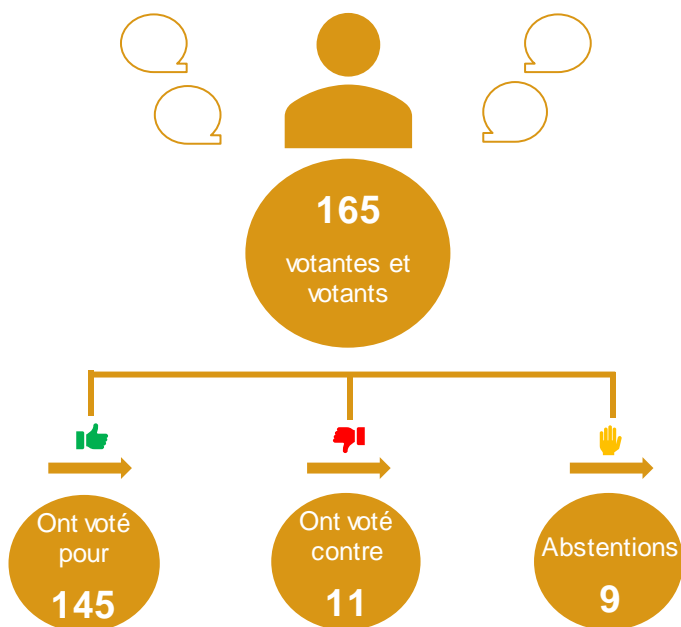 165
votantes et
votants
Ont voté
pour
145
Ont voté
contre
11
Abstentions
9